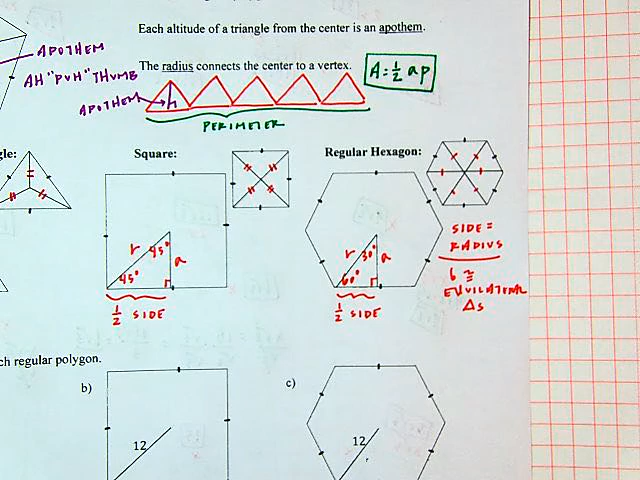 Each altitude of a triangle from the center is an apothem.
APOTHEM
The radius connects the center to a vertex.
A = 1/2 ap
AH "PUH" THUMB
APOTHEM
PERIMETER
gle:
Square:
Regular Hexagon:
SIDE =
RADIUS
r 45°
a
45°
1/2 SIDE
r 30°
a
60°
1/2 SIDE
6 ≅
EQUILATERAL
Δs
ch regular polygon.
b)
c)
12
12